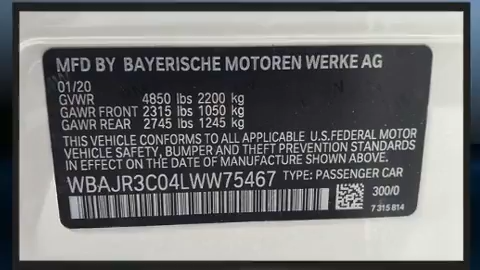 MFD BY BAYERISCHE MOTOREN WERKE AG
01/20
GVWR 4850 lbs 2200 kg
GAWR FRONT 2315 lbs 1050 kg
GAWR REAR 2745 lbs 1245 kg
THIS VEHICLE CONFORMS TO ALL APPLICABLE U.S.FEDERAL MOTOR
VEHICLE SAFETY, BUMPER AND THEFT PREVENTION STANDARDS
IN EFFECT ON THE DATE OF MANUFACTURE SHOWN ABOVE.
WBAJR3C04LWW75467 TYPE: PASSENGER CAR
300/0
7 315 814